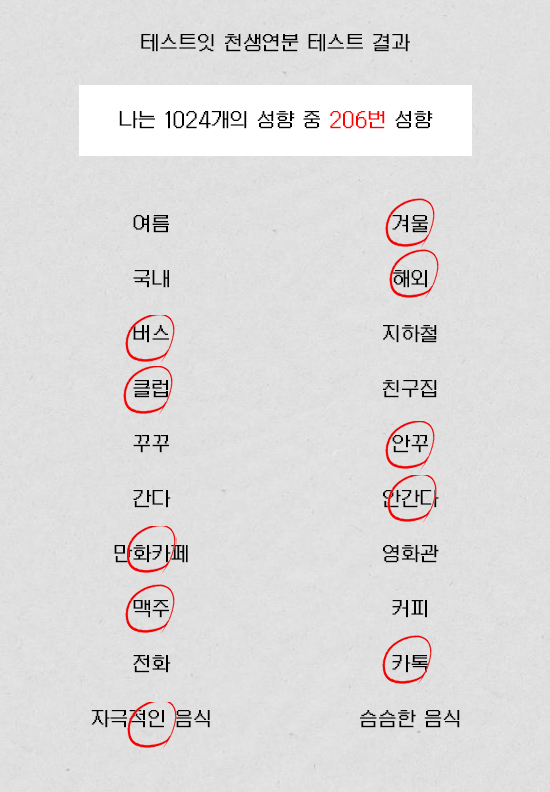 테스트잇 천생연분 테스트 결과
나는 1024개의 성향 중 206번 성향
여름 겨울
국내 해외
버스 지하철
클럽 친구집
꾸꾸 안꾸
간다 안간다
만화카페 영화관
맥주 커피
전화 카톡
자극적인 음식 슴슴한 음식